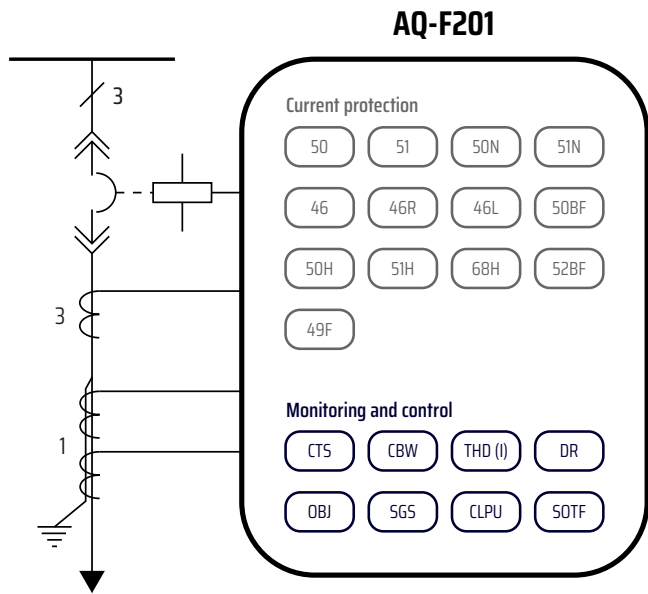 AQ-F201
3
Current protection
50 51 50N 51N
46 46R 46L 50BF
50H 51H 68H 52BF
3
49F
Monitoring and control
1
CTS CBW THD (I) DR
OBJ SGS CLPU SOTF